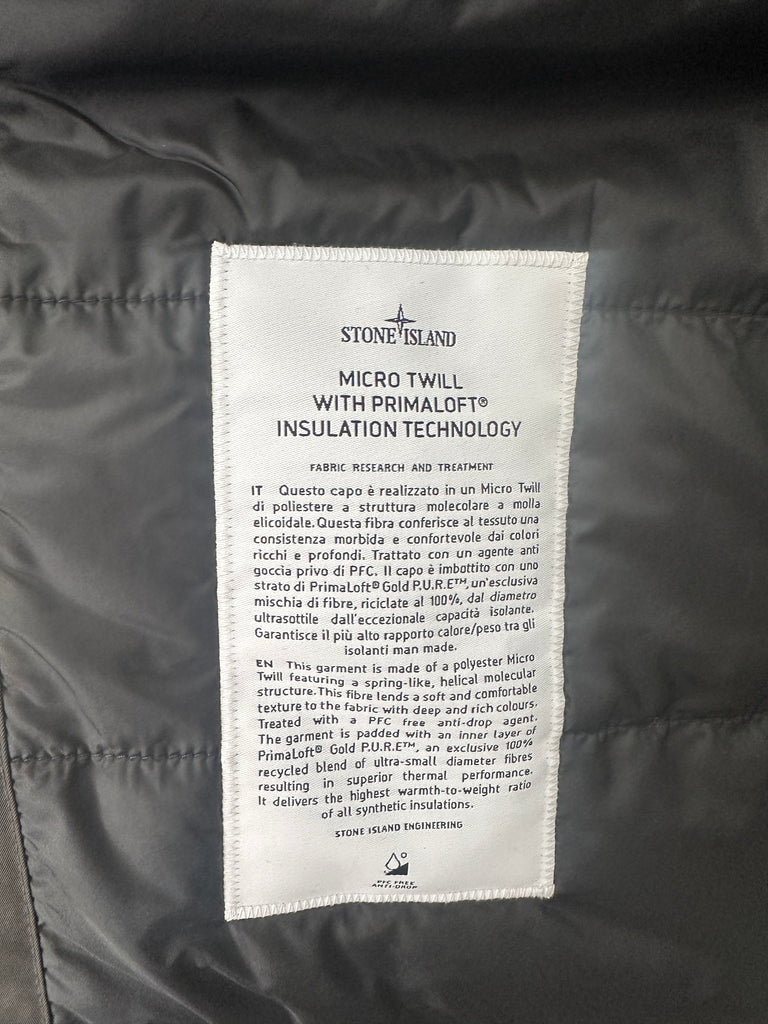 STONE ISLAND
MICRO TWILL
WITH PRIMALOFT®
INSULATION TECHNOLOGY
FABRIC RESEARCH AND TREATMENT
IT Questo capo è realizzato in un Micro Twill
di poliestere a struttura molecolare a molla
elicoidale. Questa fibra conferisce al tessuto una
consistenza morbida e confortevole dai colori
ricchi e profondi. Trattato con un agente anti
goccia privo di PFC. Il capo è imbottito con uno
strato di PrimaLoft® Gold P.U.R.E™, un'esclusiva
mischia di fibre, riciclate al 100%, dal diametro
ultrasottile dall'eccezionale capacità isolante.
Garantisce il più alto rapporto calore/peso tra gli
isolanti man made.
EN This garment is made of a polyester Micro
Twill featuring a spring-like, helical molecular
structure. This fibre lends a soft and comfortable
texture to the fabric with deep and rich colours.
Treated with a PFC free anti-drop agent.
The garment is padded with an inner layer of
PrimaLoft® Gold P.U.R.E™, an exclusive 100%
recycled blend of ultra-small diameter fibres
resulting in superior thermal performance.
It delivers the highest warmth-to-weight ratio
of all synthetic insulations.
STONE ISLAND ENGINEERING
PFC FREE
ANTI-DROP